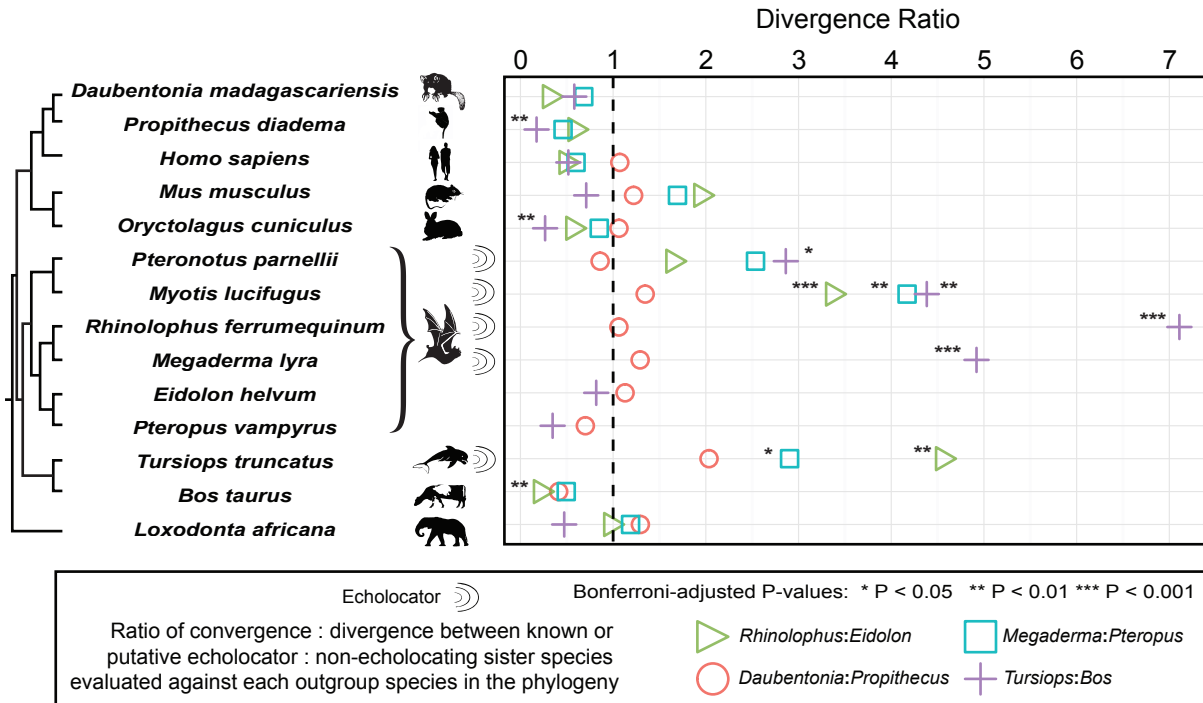 Divergence Ratio
0 1 2 3 4 5 6 7
Daubentonia madagascariensis
Propithecus diadema **
Homo sapiens
Mus musculus
Oryctolagus cuniculus **
Pteronotus parnellii *
Myotis lucifugus *** ** **
Rhinolophus ferrumequinum ***
Megaderma lyra ***
Eidolon helvum
Pteropus vampyrus
Tursiops truncatus * **
Bos taurus **
Loxodonta africana
Echolocator
Ratio of convergence : divergence between known or
putative echolocator : non-echolocating sister species
evaluated against each outgroup species in the phylogeny
Bonferroni-adjusted P-values: * P < 0.05 ** P < 0.01 *** P < 0.001
Rhinolophus:Eidolon Megaderma:Pteropus
Daubentonia:Propithecus Tursiops:Bos